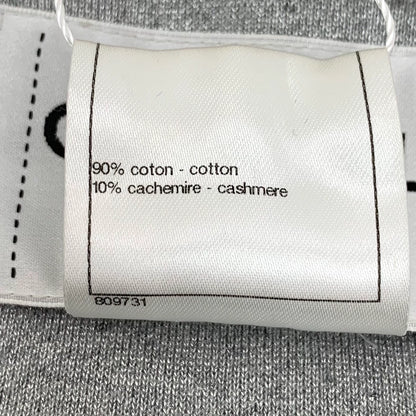 90% coton - cotton
10% cachemire - cashmere
809731